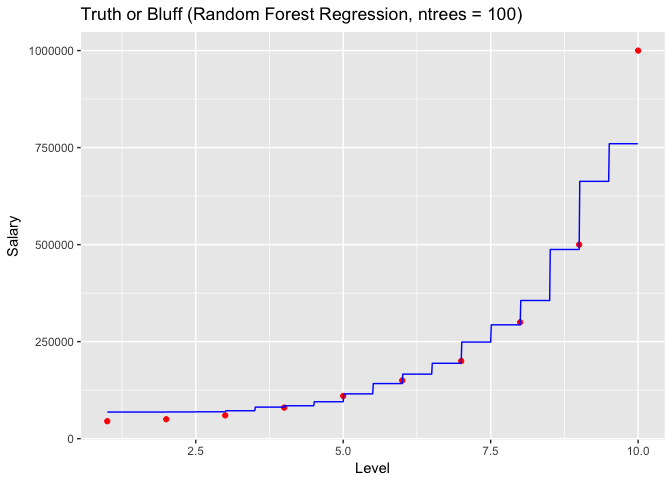 Truth or Bluff (Random Forest Regression, ntrees = 100)
1000000
750000
500000
250000
0
Salary
2.5 5.0 7.5 10.0
Level